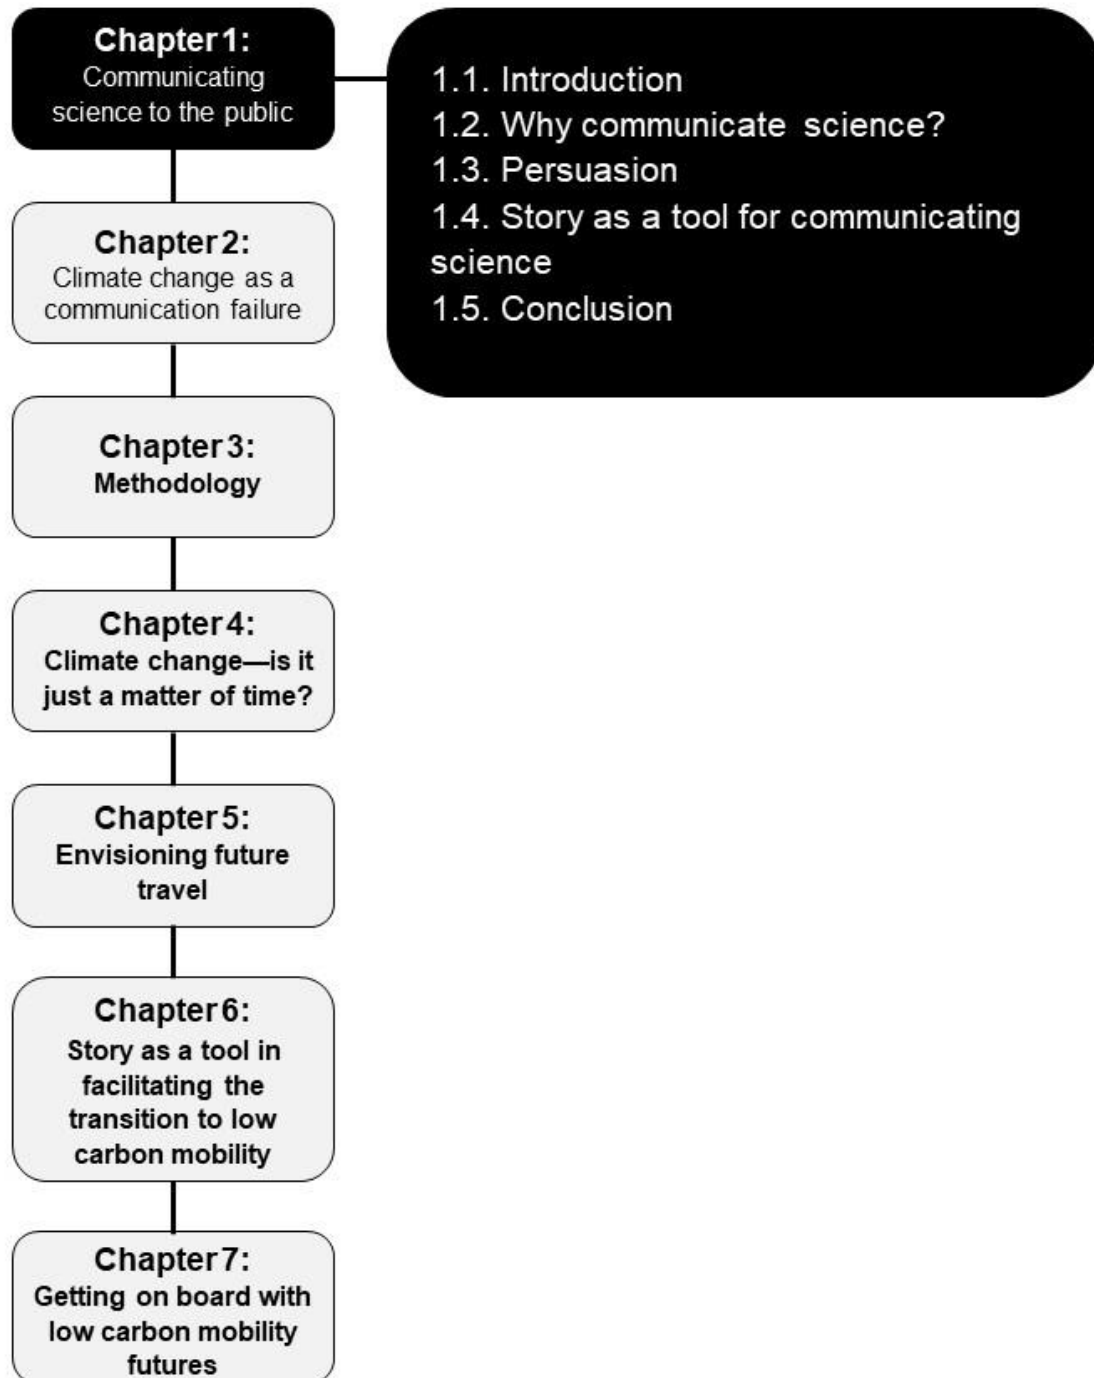 Chapter 1:
Communicating
science to the public
1.1. Introduction
1.2. Why communicate science?
1.3. Persuasion
1.4. Story as a tool for communicating
science
1.5. Conclusion
Chapter 2:
Climate change as a
communication failure
Chapter 3:
Methodology
Chapter 4:
Climate change—is it
just a matter of time?
Chapter 5:
Envisioning future
travel
Chapter 6:
Story as a tool in
facilitating the
transition to low
carbon mobility
Chapter 7:
Getting on board with
low carbon mobility
futures